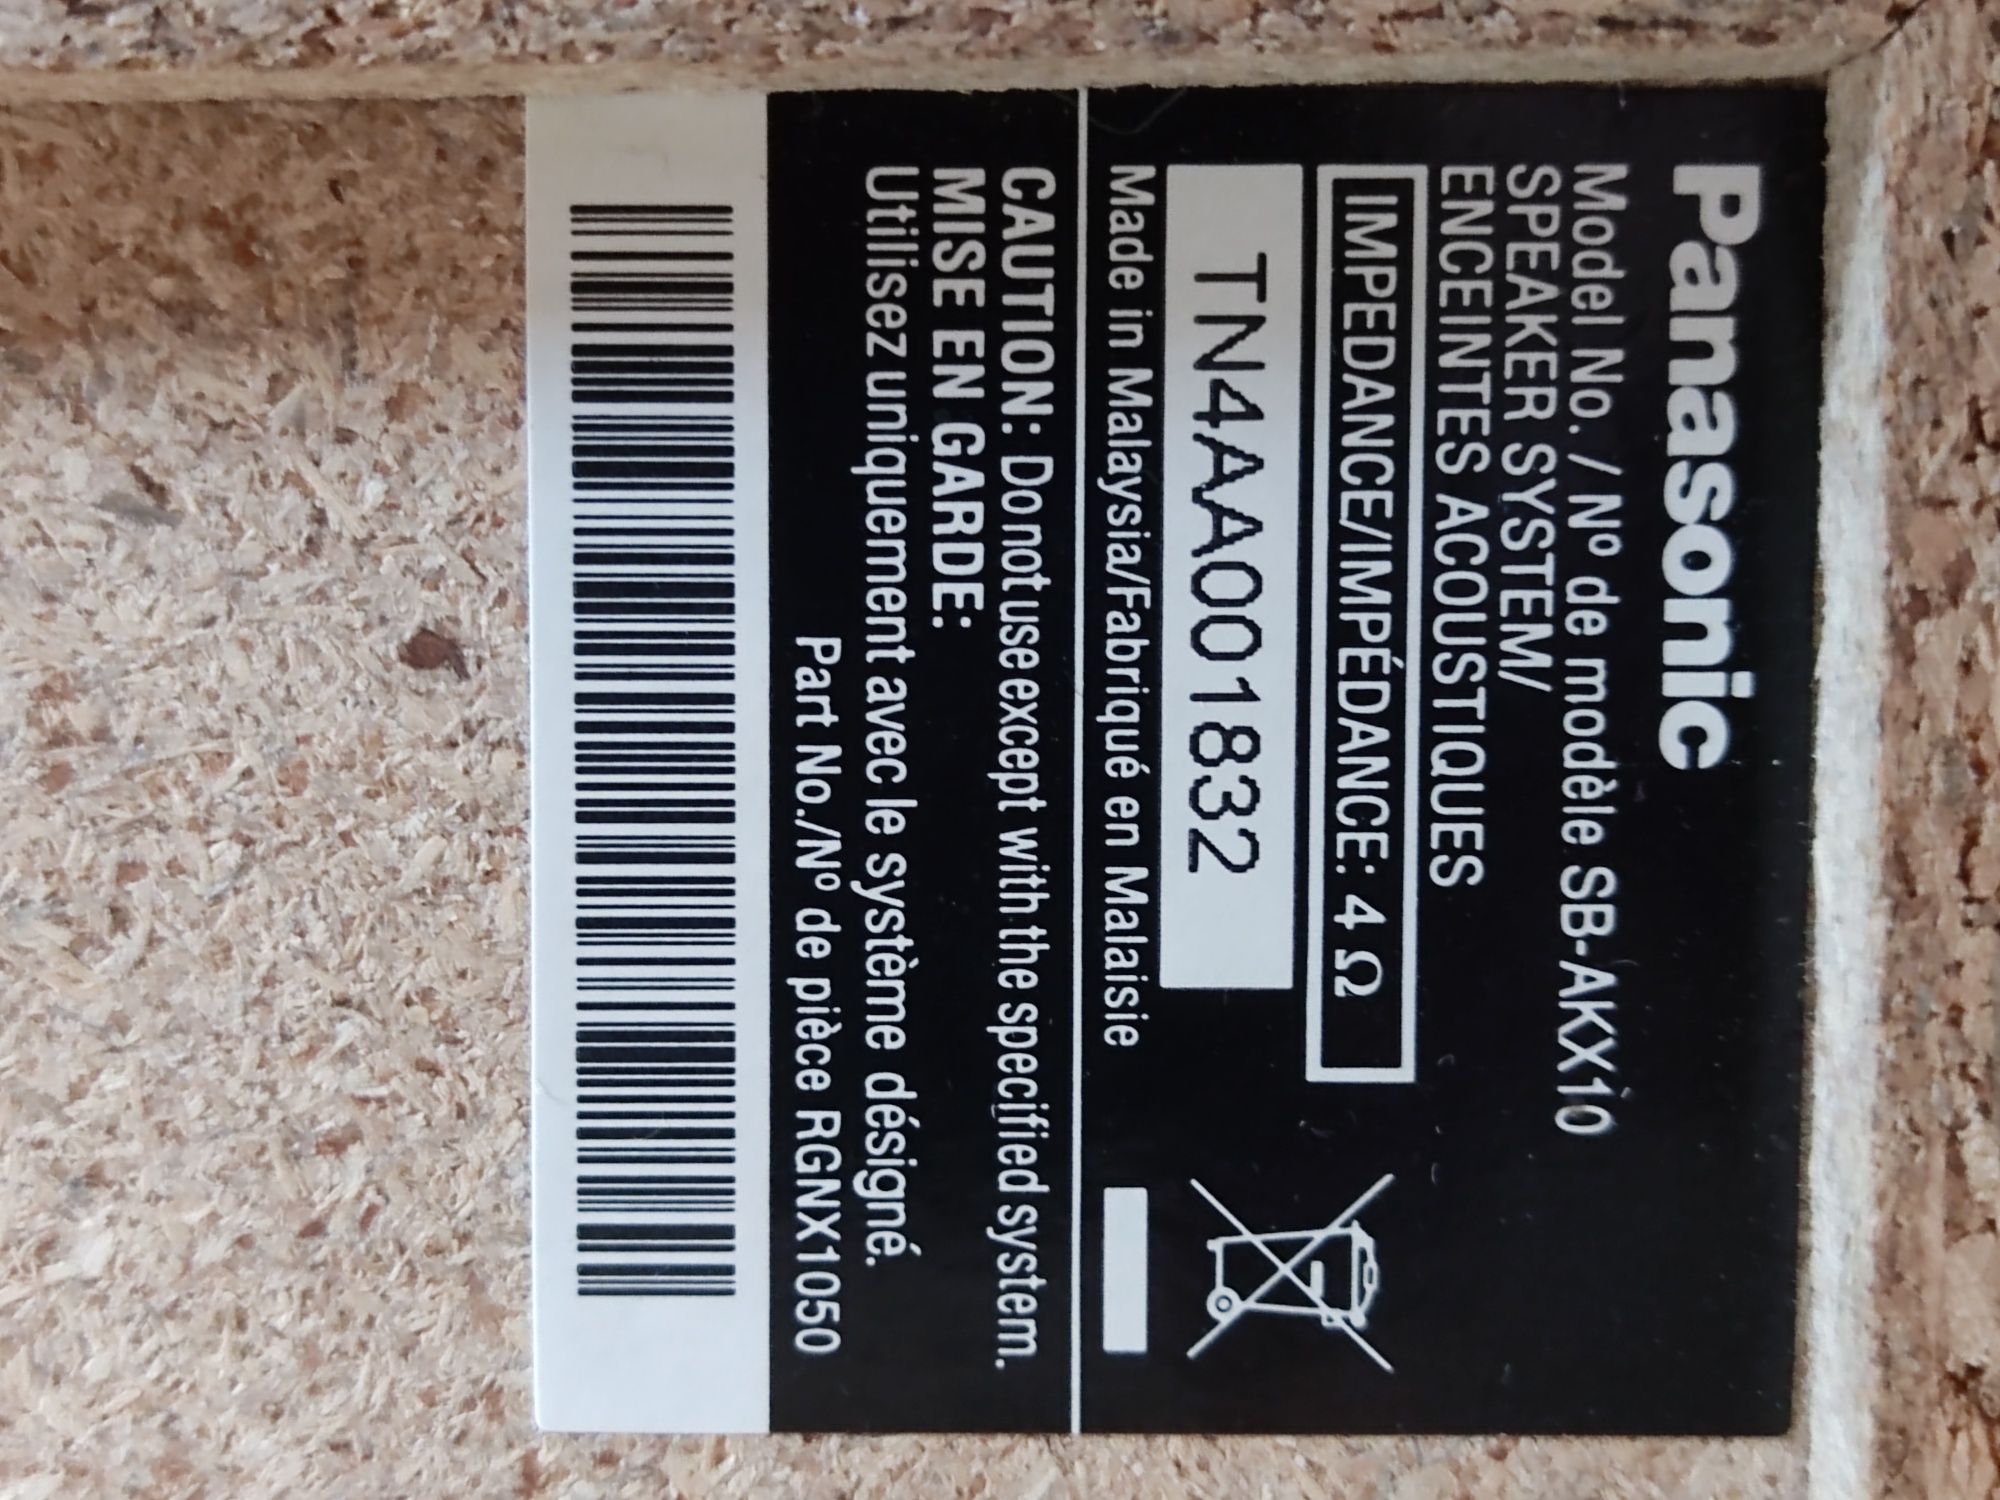 Panasonic
Model No. / Nº de modèle SB-AKX10
SPEAKER SYSTEM/
ENCEINTES ACOUSTIQUES
IMPEDANCE/IMPÉDANCE: 4 Ω
TN4AA001832
Made in Malaysia/Fabriqué en Malaisie
CAUTION: Do not use except with the specified system.
MISE EN GARDE:
Utilisez uniquement avec le système désigné.
Part No./Nº de pièce RGNX1050